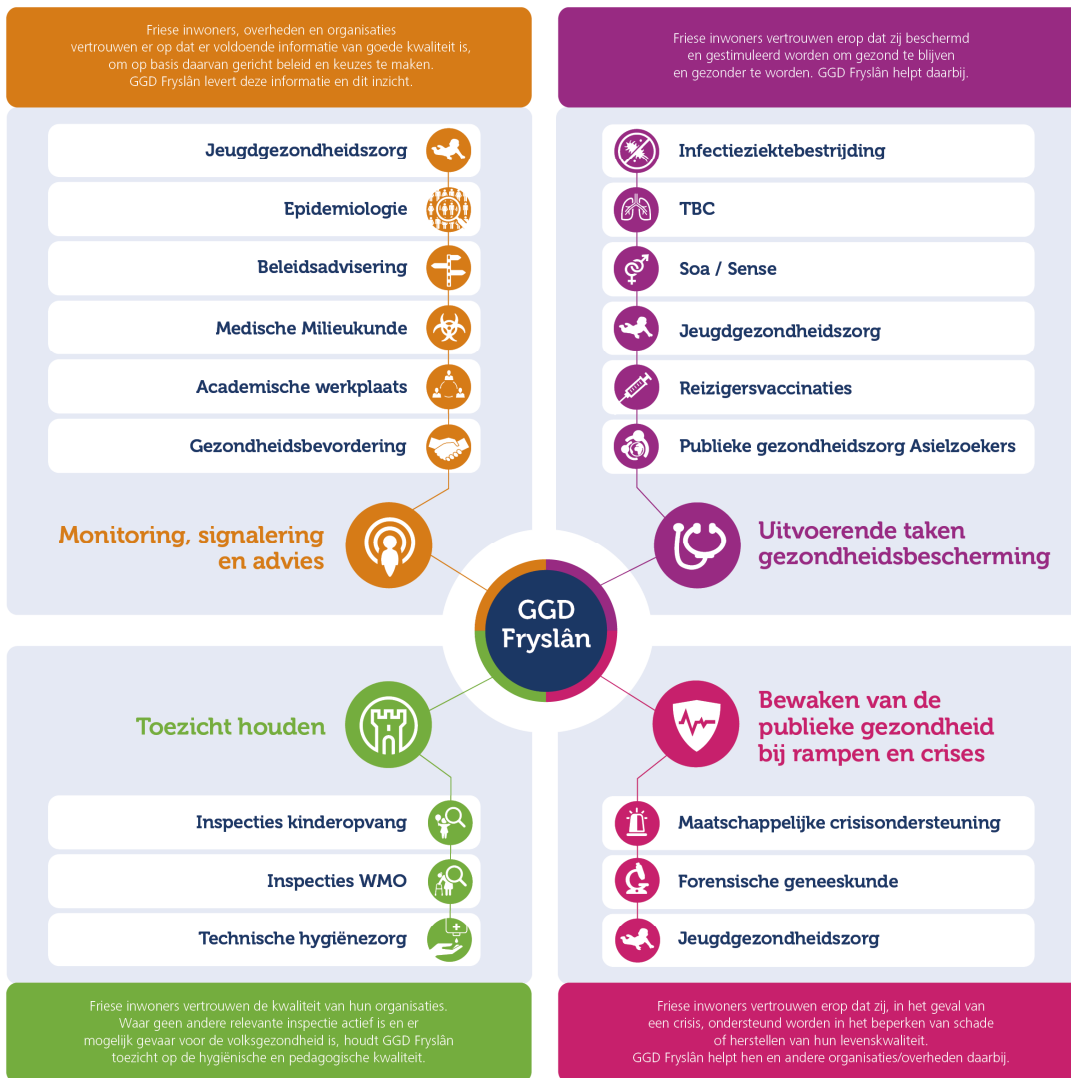 Friese inwoners, overheden en organisaties
vertrouwen er op dat er voldoende informatie van goede kwaliteit is,
om op basis daarvan gericht beleid en keuzes te maken.
GGD Fryslân levert deze informatie en dit inzicht.
Jeugdgezondheidszorg
Epidemiologie
Beleidsadvisering
Medische Milieukunde
Academische werkplaats
Gezondheidsbevordering
Monitoring, signalering
en advies
Friese inwoners vertrouwen erop dat zij beschermd
en gestimuleerd worden om gezond te blijven
en gezonder te worden. GGD Fryslân helpt daarbij.
Infectieziektebestrijding
TBC
Soa / Sense
Jeugdgezondheidszorg
Reizigersvaccinaties
Publieke gezondheidszorg Asielzoekers
Uitvoerende taken
gezondheidsbescherming
GGD
Fryslân
Toezicht houden
Inspecties kinderopvang
Inspecties WMO
Technische hygiënezorg
Friese inwoners vertrouwen de kwaliteit van hun organisaties.
Waar geen andere relevante inspectie actief is en er
mogelijk gevaar voor de volksgezondheid is, houdt GGD Fryslân
toezicht op de hygiënische en pedagogische kwaliteit.
Bewaken van de
publieke gezondheid
bij rampen en crises
Maatschappelijke crisisondersteuning
Forensische geneeskunde
Jeugdgezondheidszorg
Friese inwoners vertrouwen erop dat zij, in het geval van
een crisis, ondersteund worden in het beperken van schade
of herstellen van hun levenskwaliteit.
GGD Fryslân helpt hen en andere organisaties/overheden daarbij.